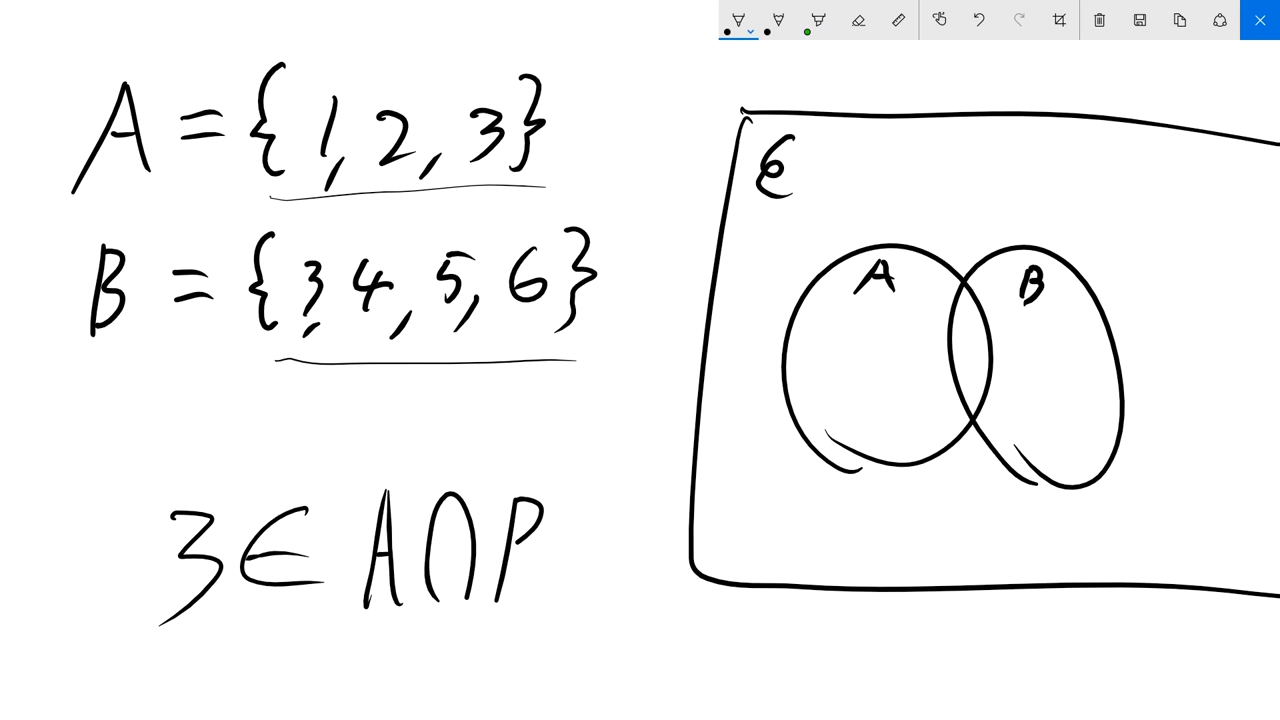 A = {1, 2, 3}
B = {3, 4, 5, 6}
3 ∈ A ∩ P
ℰ
A
B